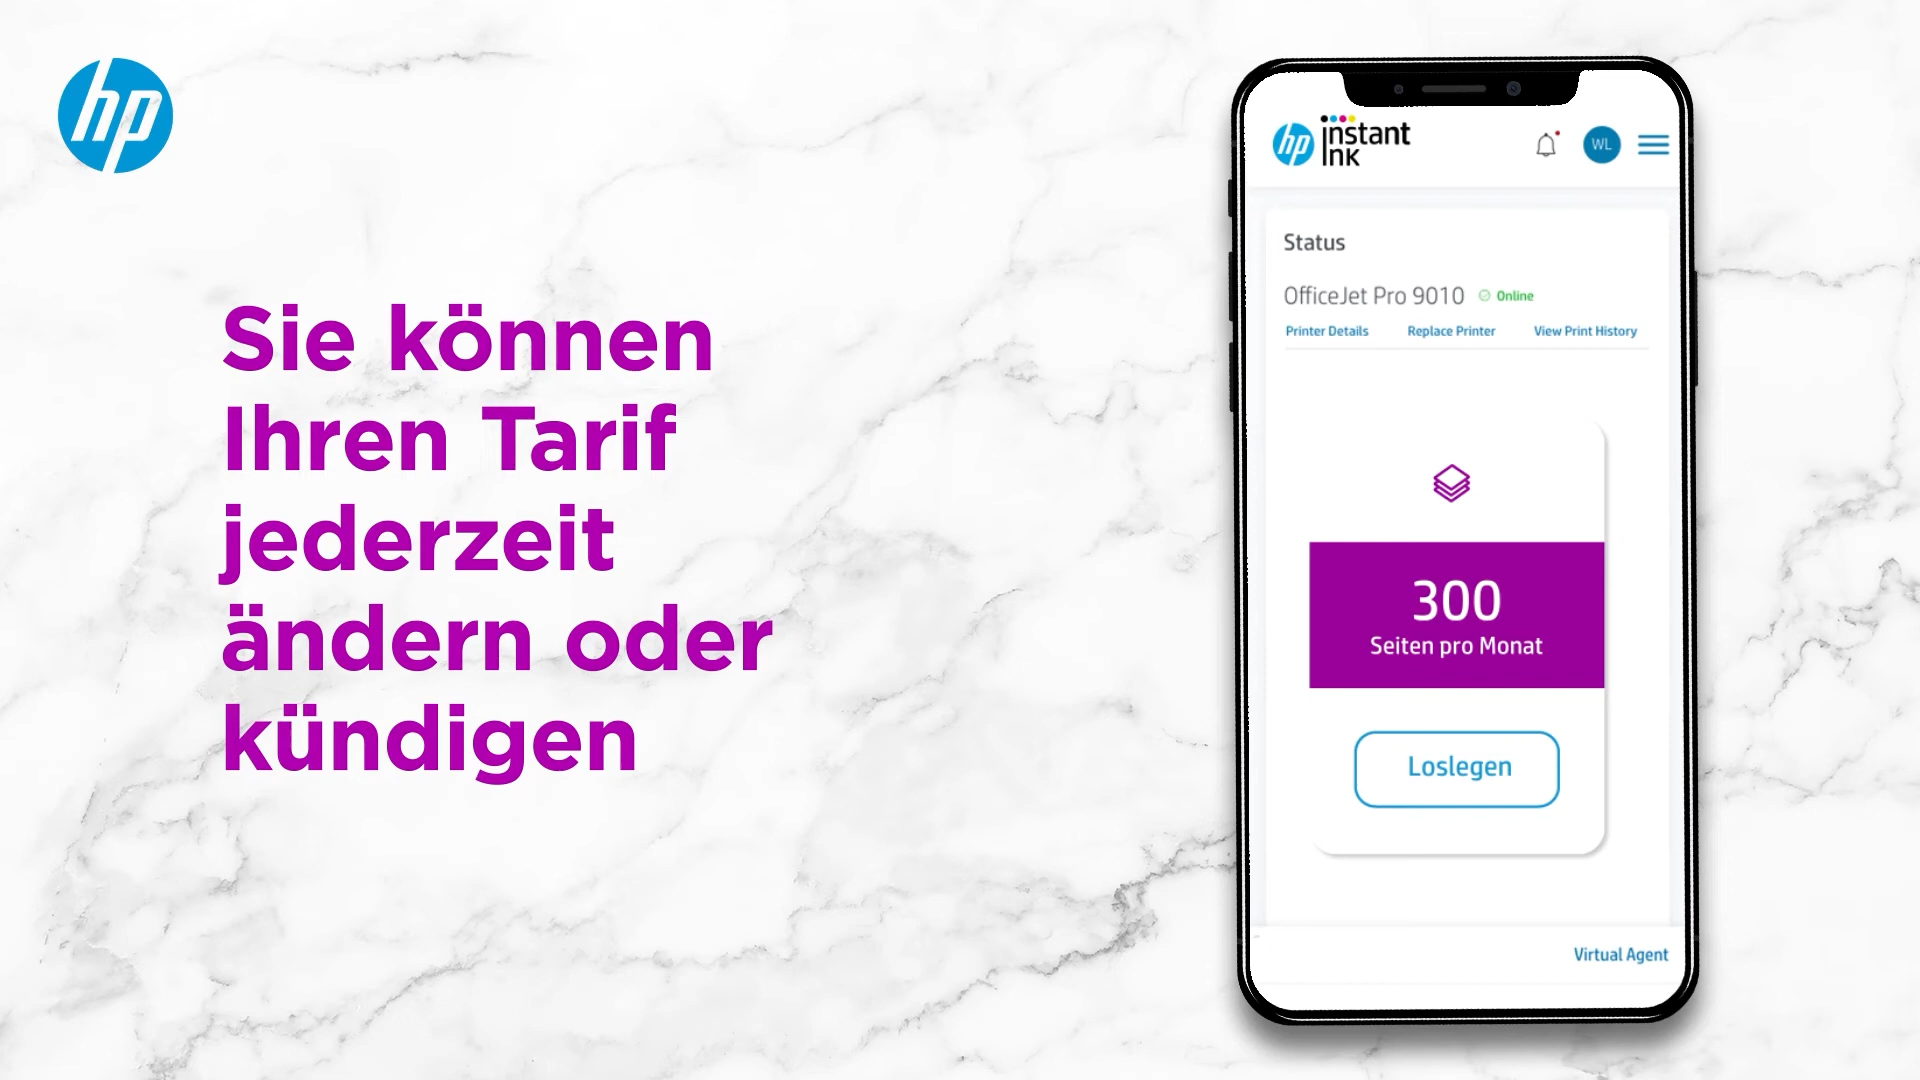 hp
Sie können
Ihren Tarif
jederzeit
ändern oder
kündigen
hp instant
ink
WL
Status
OfficeJet Pro 9010 Online
Printer Details Replace Printer View Print History
300
Seiten pro Monat
Loslegen
Virtual Agent